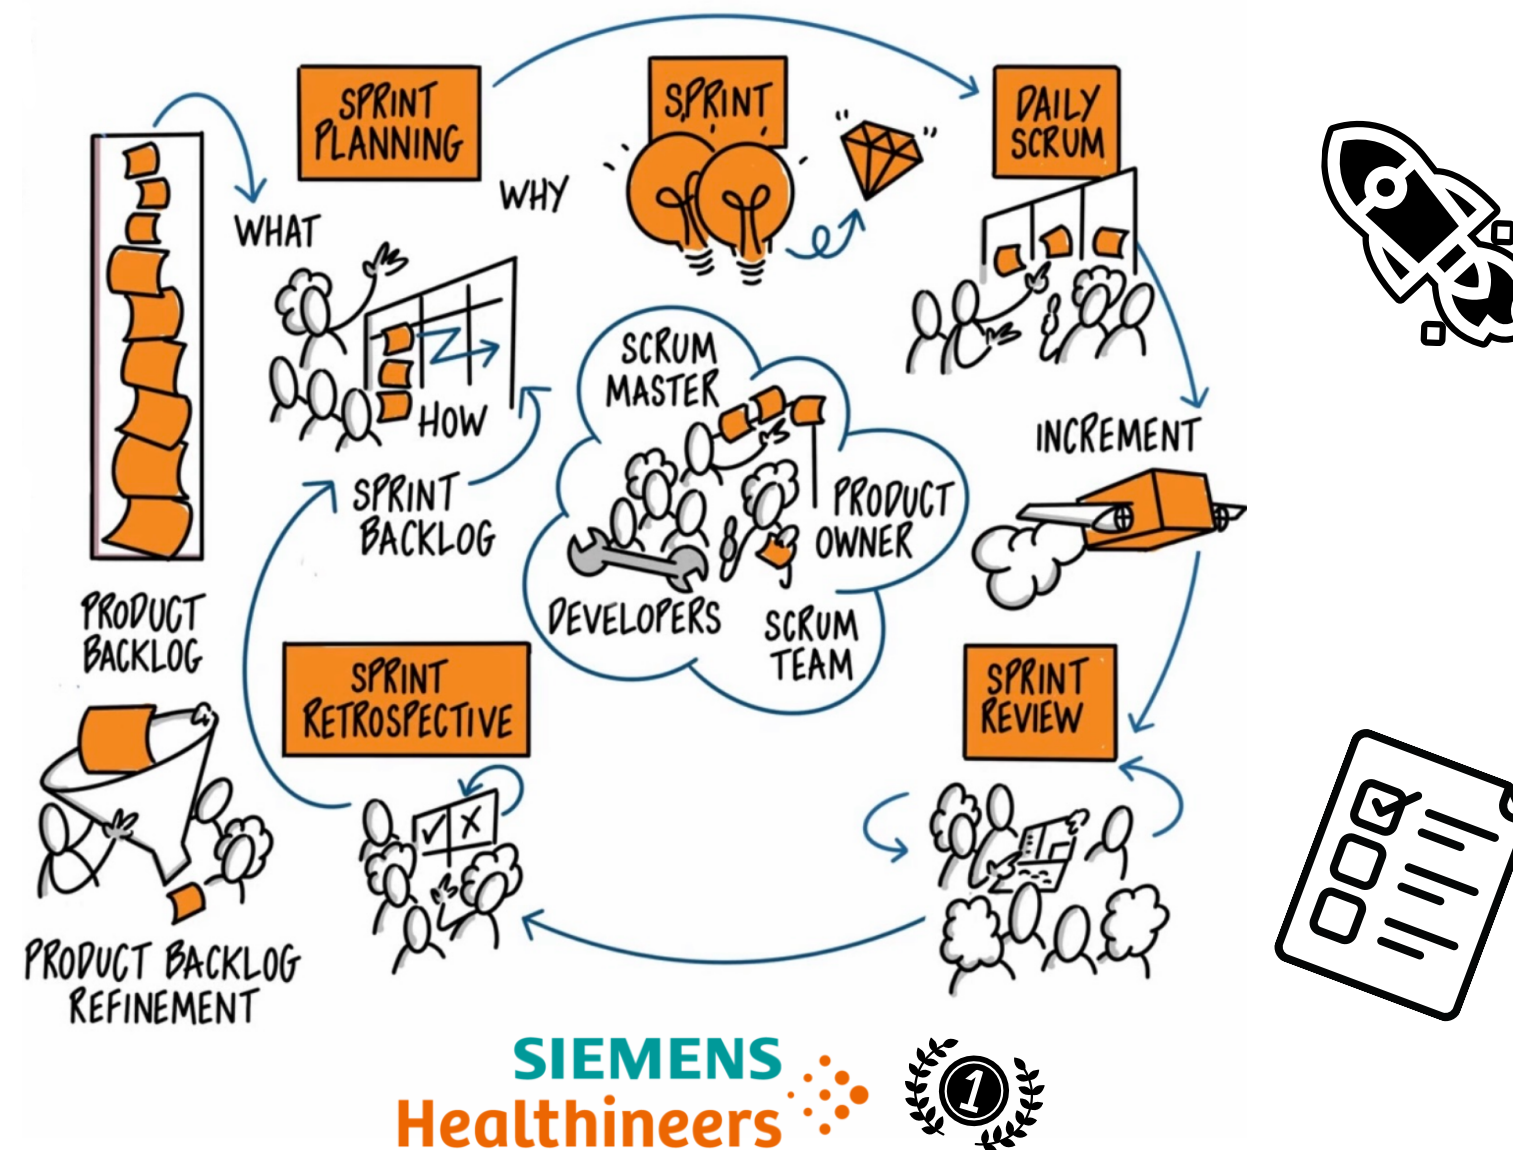 SPRINT
PLANNING
SPRINT
DAILY
SCRUM
WHAT
WHY
HOW
SPRINT
BACKLOG
SCRUM
MASTER
PRODUCT
OWNER
DEVELOPERS
SCRUM
TEAM
INCREMENT
PRODUCT
BACKLOG
SPRINT
RETROSPECTIVE
SPRINT
REVIEW
PRODUCT BACKLOG
REFINEMENT
SIEMENS
Healthineers
1